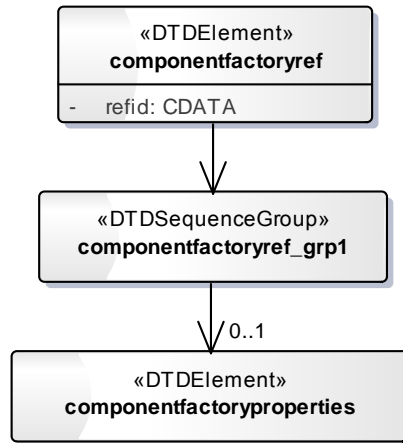 «DTDElement»
componentfactoryref
- refid: CDATA
«DTDSequenceGroup»
componentfactoryref_grp1
0..1
«DTDElement»
componentfactoryproperties